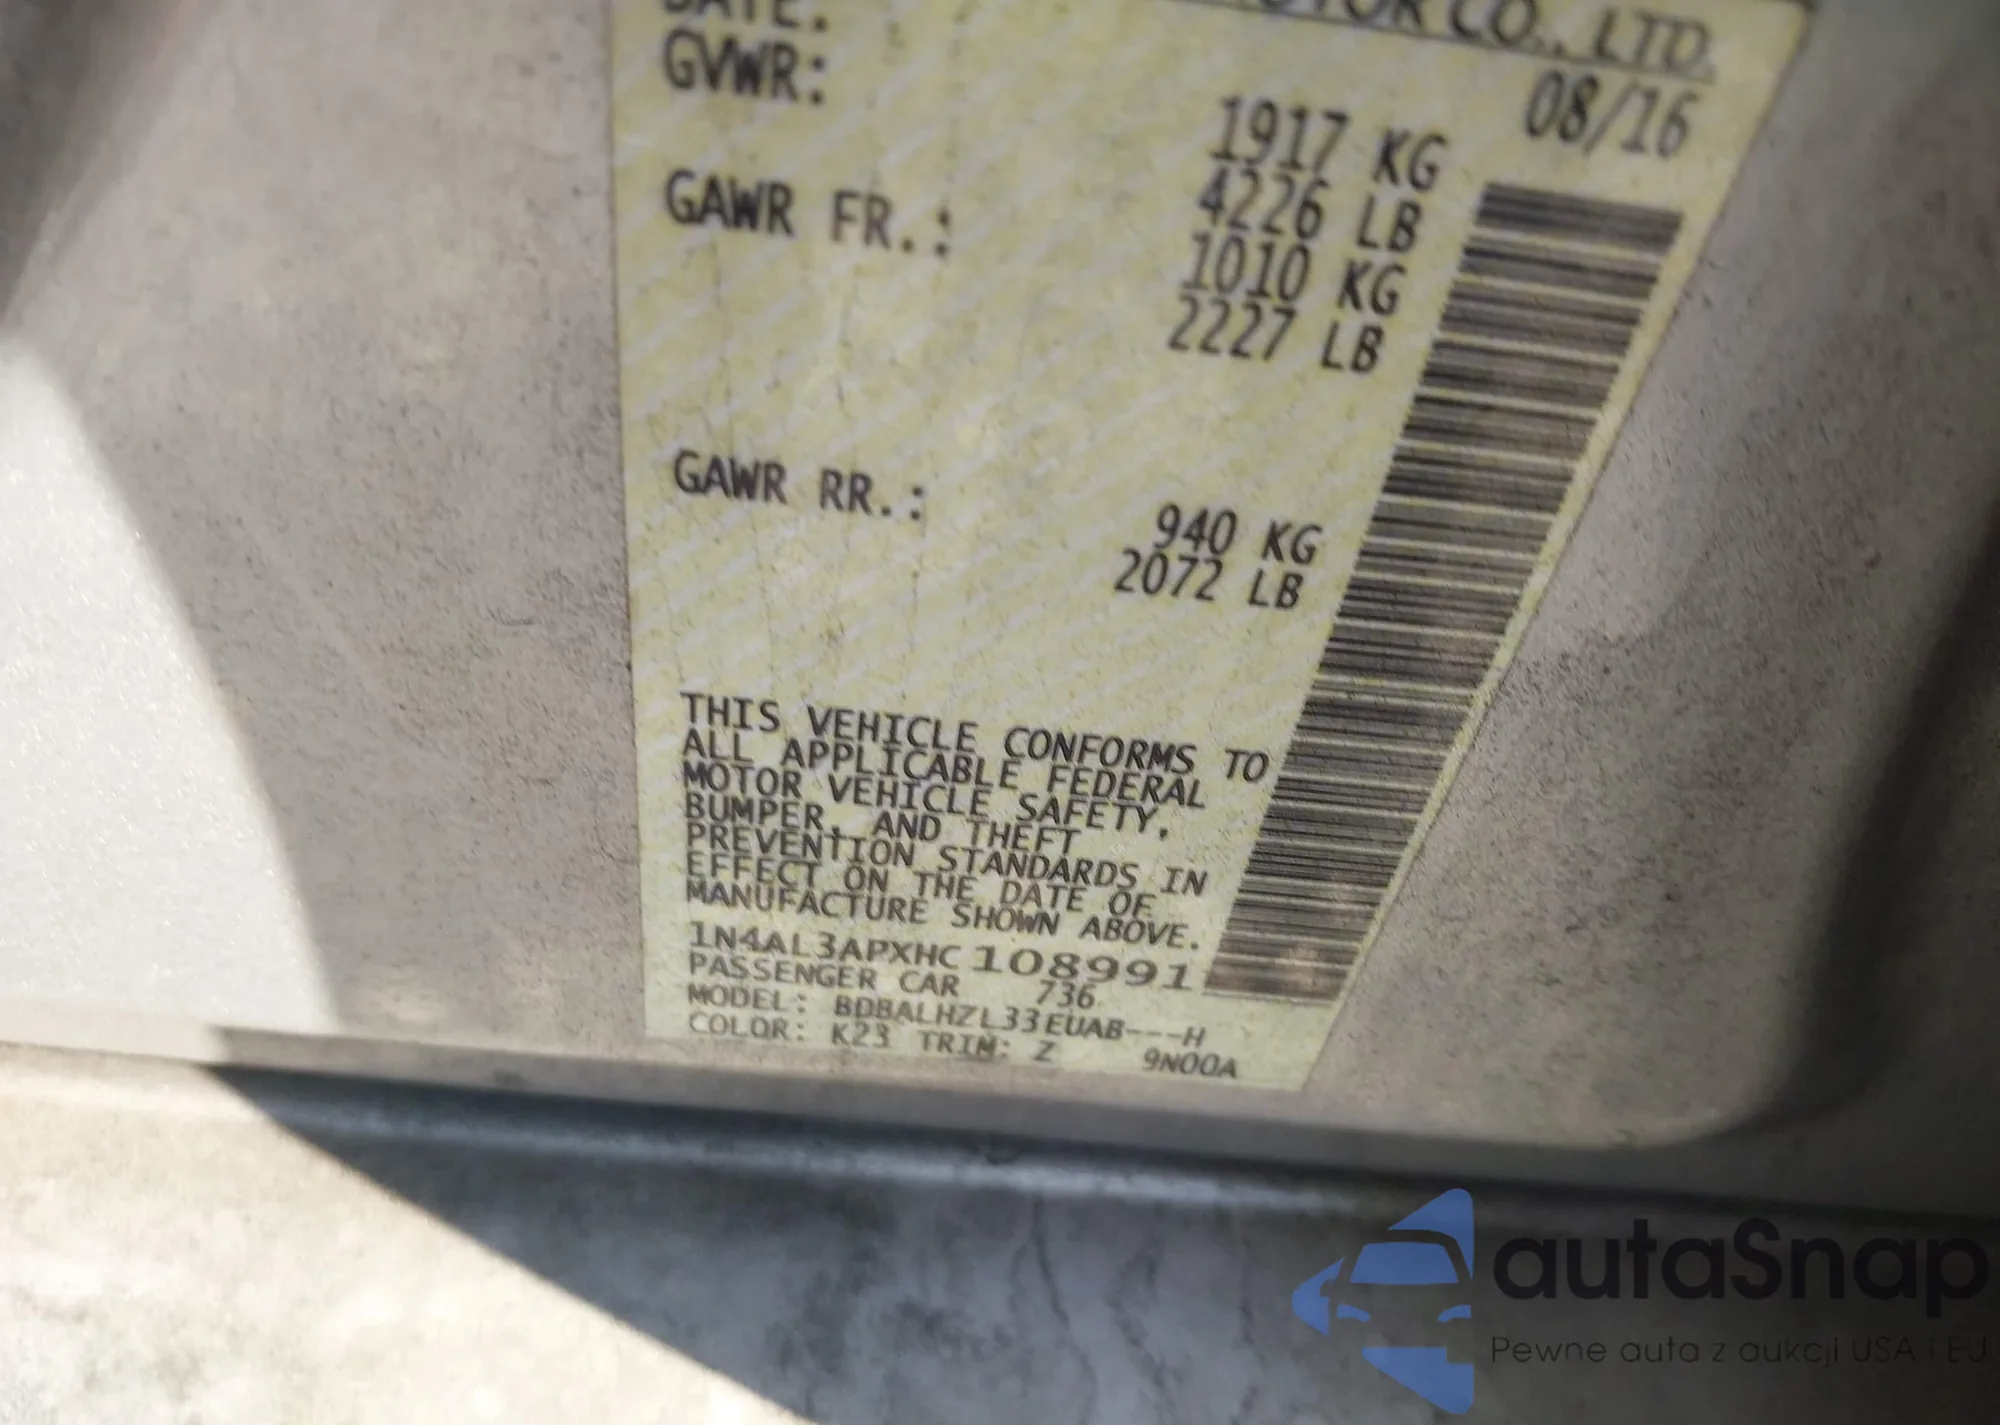 MOTOR CO., LTD.
DATE: 08/16
GVWR: 1917 KG
4226 LB
GAWR FR.: 1010 KG
2227 LB
GAWR RR.: 940 KG
2072 LB
THIS VEHICLE CONFORMS TO
ALL APPLICABLE FEDERAL
MOTOR VEHICLE SAFETY,
BUMPER, AND THEFT
PREVENTION STANDARDS IN
EFFECT ON THE DATE OF
MANUFACTURE SHOWN ABOVE.
1N4AL3APXHC108991
PASSENGER CAR 736
MODEL: BDBALHZL33EUAB---H
COLOR: K23 TRIM: Z 9N00A
autaSnap
Pewne auta z aukcji USA i EU